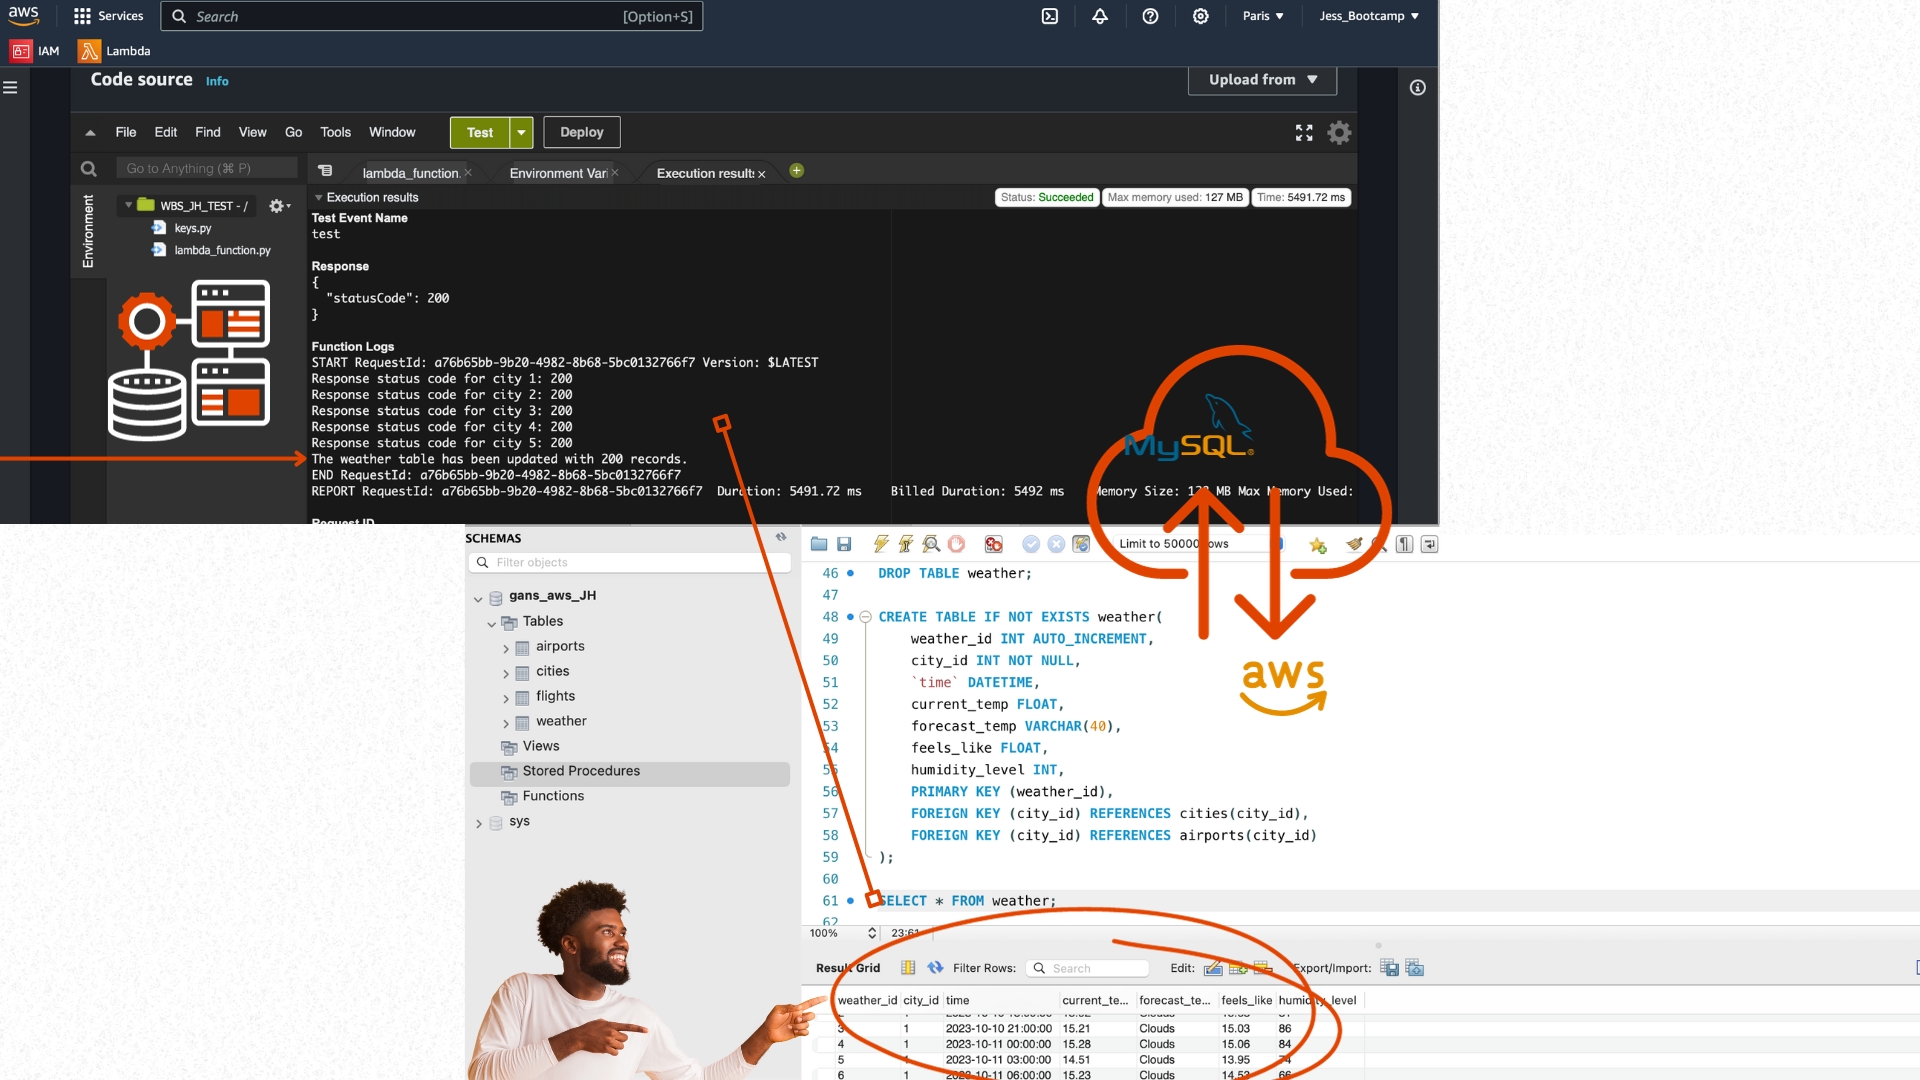 aws Services Search [Option+S] Paris ▼ Jess_Bootcamp ▼
IAM Lambda
Code source Info Upload from ▼
File Edit Find View Go Tools Window Test Deploy
Go to Anything (⌘ P) lambda_function. × Environment Vari × Execution results ×
Environment
WBS_JH_TEST - /
keys.py
lambda_function.py
Execution results Status: Succeeded Max memory used: 127 MB Time: 5491.72 ms
Test Event Name
test
Response
{
"statusCode": 200
}
Function Logs
START RequestId: a76b65bb-9b20-4982-8b68-5bc0132766f7 Version: $LATEST
Response status code for city 1: 200
Response status code for city 2: 200
Response status code for city 3: 200
Response status code for city 4: 200
Response status code for city 5: 200
The weather table has been updated with 200 records.
END RequestId: a76b65bb-9b20-4982-8b68-5bc0132766f7
REPORT RequestId: a76b65bb-9b20-4982-8b68-5bc0132766f7 Duration: 5491.72 ms Billed Duration: 5492 ms Memory Size: MB Max Memory Used:
Request ID
MySQL
aws
SCHEMAS
Filter objects
gans_aws_JH
Tables
airports
cities
flights
weather
Views
Stored Procedures
Functions
sys
Limit to 50000 rows
46 DROP TABLE weather;
47
48 CREATE TABLE IF NOT EXISTS weather(
49 weather_id INT AUTO_INCREMENT,
50 city_id INT NOT NULL,
51 `time` DATETIME,
52 current_temp FLOAT,
53 forecast_temp VARCHAR(40),
54 feels_like FLOAT,
55 humidity_level INT,
56 PRIMARY KEY (weather_id),
57 FOREIGN KEY (city_id) REFERENCES cities(city_id),
58 FOREIGN KEY (city_id) REFERENCES airports(city_id)
59 );
60
61 SELECT * FROM weather;
62
100% 23:61
Result Grid Filter Rows: Search Edit: Export/Import:
weather_id city_id time current_te... forecast_te... feels_like humidity_level
3 1 2023-10-10 21:00:00 15.21 Clouds 15.03 86
4 1 2023-10-11 00:00:00 15.28 Clouds 15.06 84
5 1 2023-10-11 03:00:00 14.51 Clouds 13.95 74
6 1 2023-10-11 06:00:00 15.23 Clouds 14.52 66